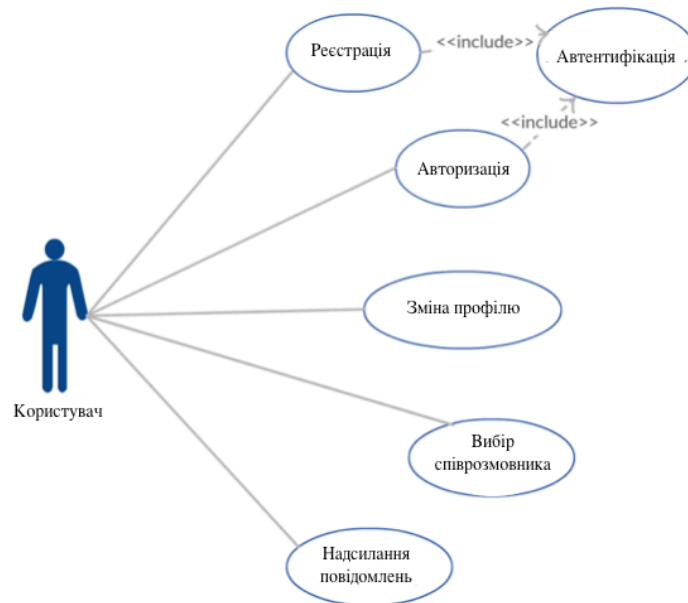 Реєстрація
<<include>>
Автентифікація
<<include>>
Авторизація
Зміна профілю
Користувач
Вибір
співрозмовника
Надсилання
повідомлень